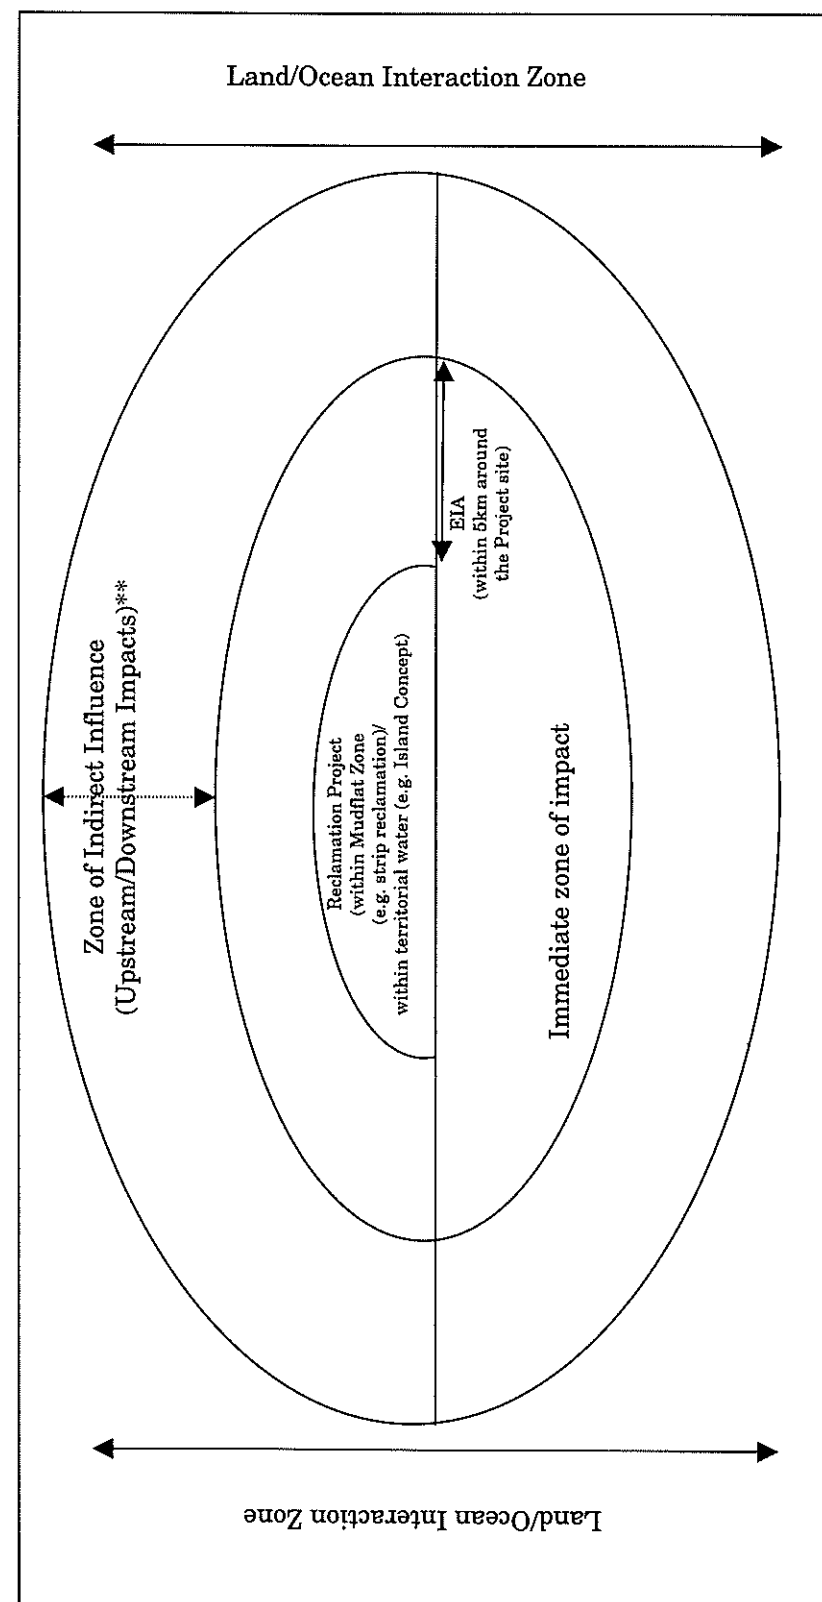 Land/Ocean Interaction Zone
Zone of Indirect Influence
(Upstream/Downstream Impacts)**
Reclamation Project
(within Mudflat Zone
(e.g. strip reclamation)/
within territorial water (e.g. Island Concept)
EIA
(within 5km around
the Project site)
Immediate zone of impact
Land/Ocean Interaction Zone